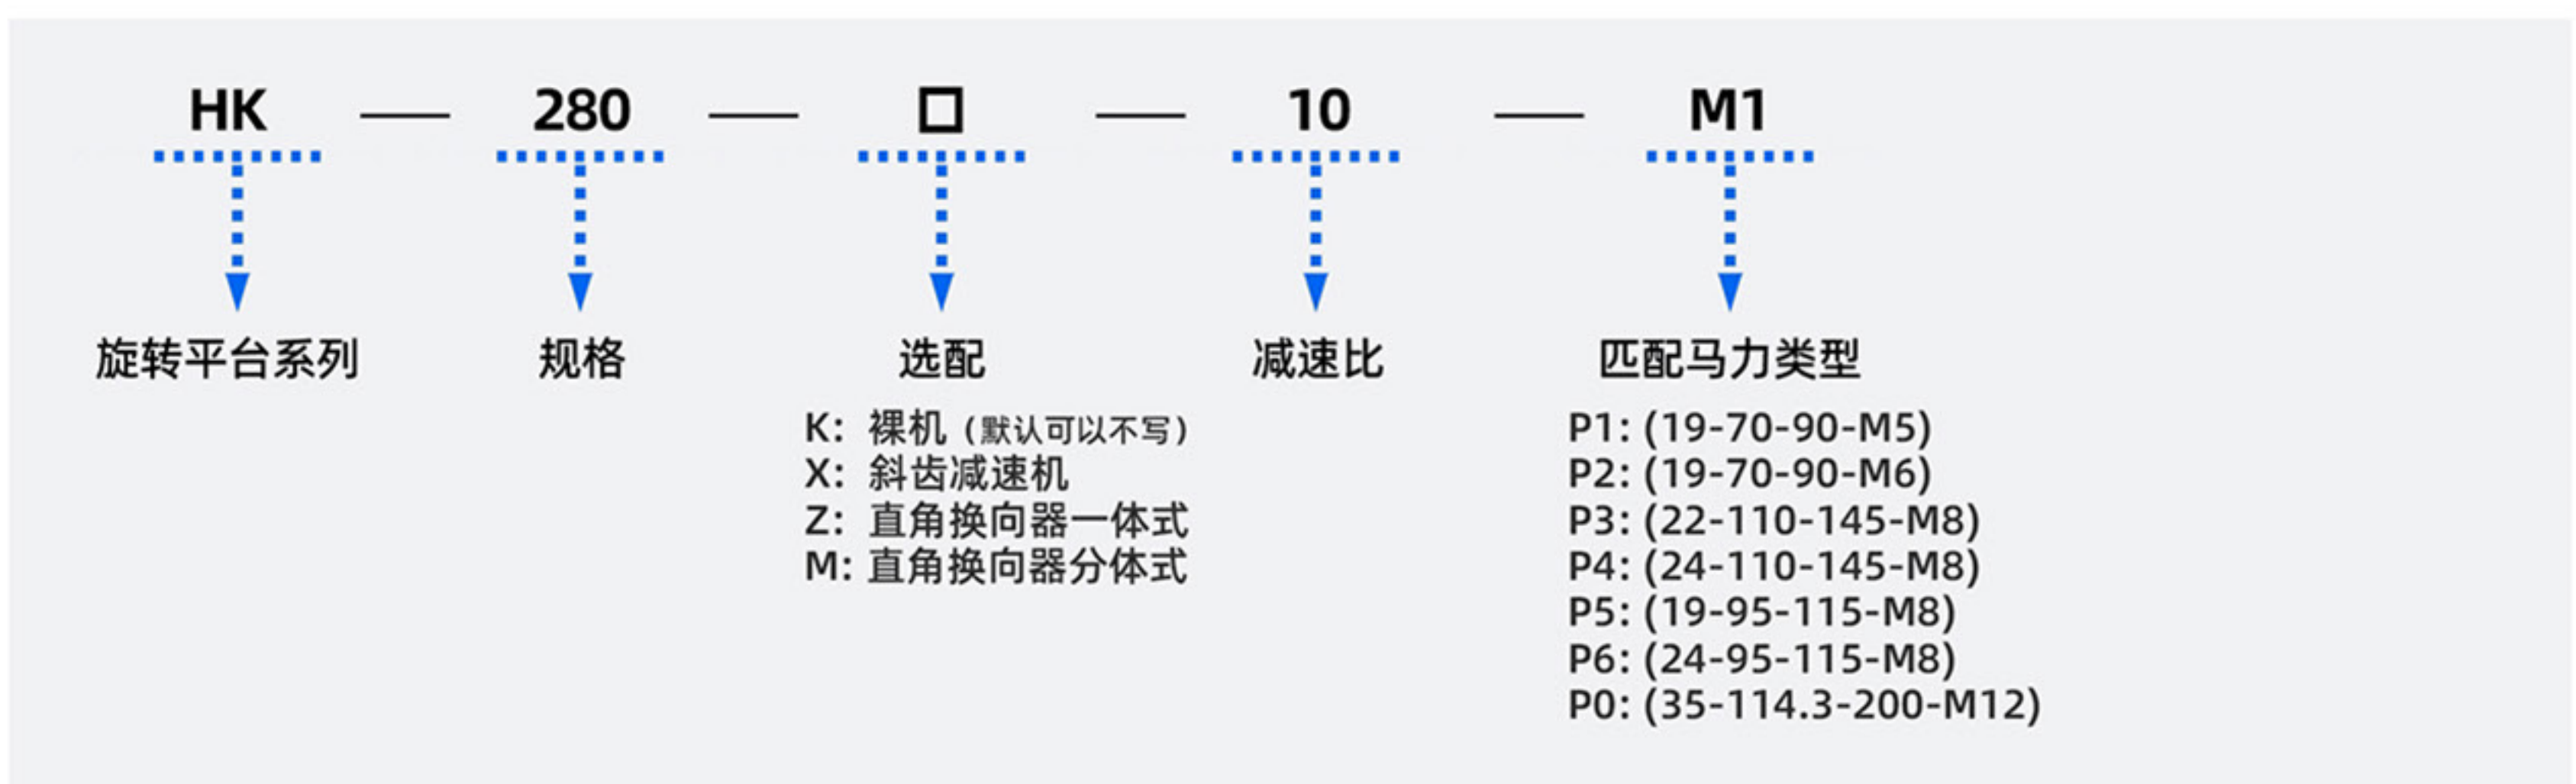 HK — 280 — □ — 10 — M1
旋转平台系列 规格 选配 减速比 匹配马力类型
K: 裸机（默认可以不写）
X: 斜齿减速机
Z: 直角换向器一体式
M: 直角换向器分体式
P1: (19-70-90-M5)
P2: (19-70-90-M6)
P3: (22-110-145-M8)
P4: (24-110-145-M8)
P5: (19-95-115-M8)
P6: (24-95-115-M8)
P0: (35-114.3-200-M12)